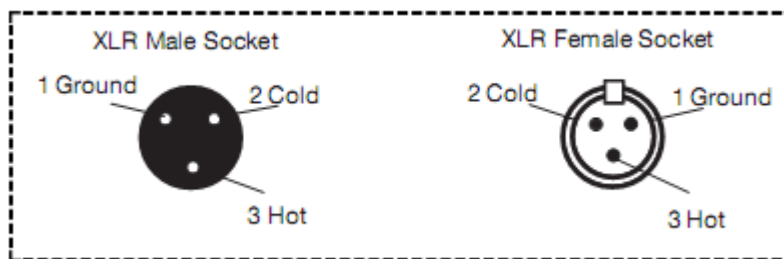 XLR Male Socket
1 Ground
2 Cold
3 Hot
XLR Female Socket
2 Cold
1 Ground
3 Hot